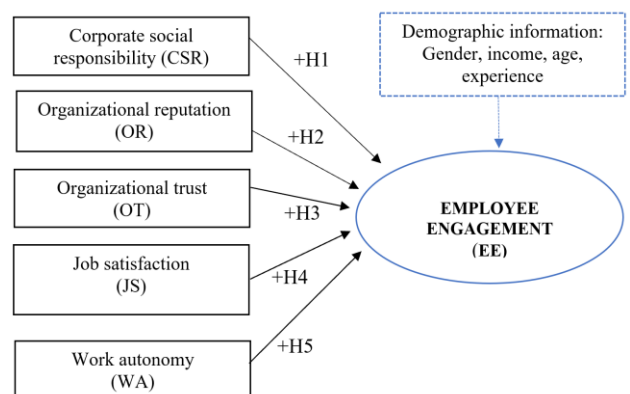 Corporate social
responsibility (CSR)
+H1
Demographic information:
Gender, income, age,
experience
Organizational reputation
(OR)
+H2
Organizational trust
(OT)
+H3
EMPLOYEE
ENGAGEMENT
(EE)
Job satisfaction
(JS)
+H4
Work autonomy
(WA)
+H5